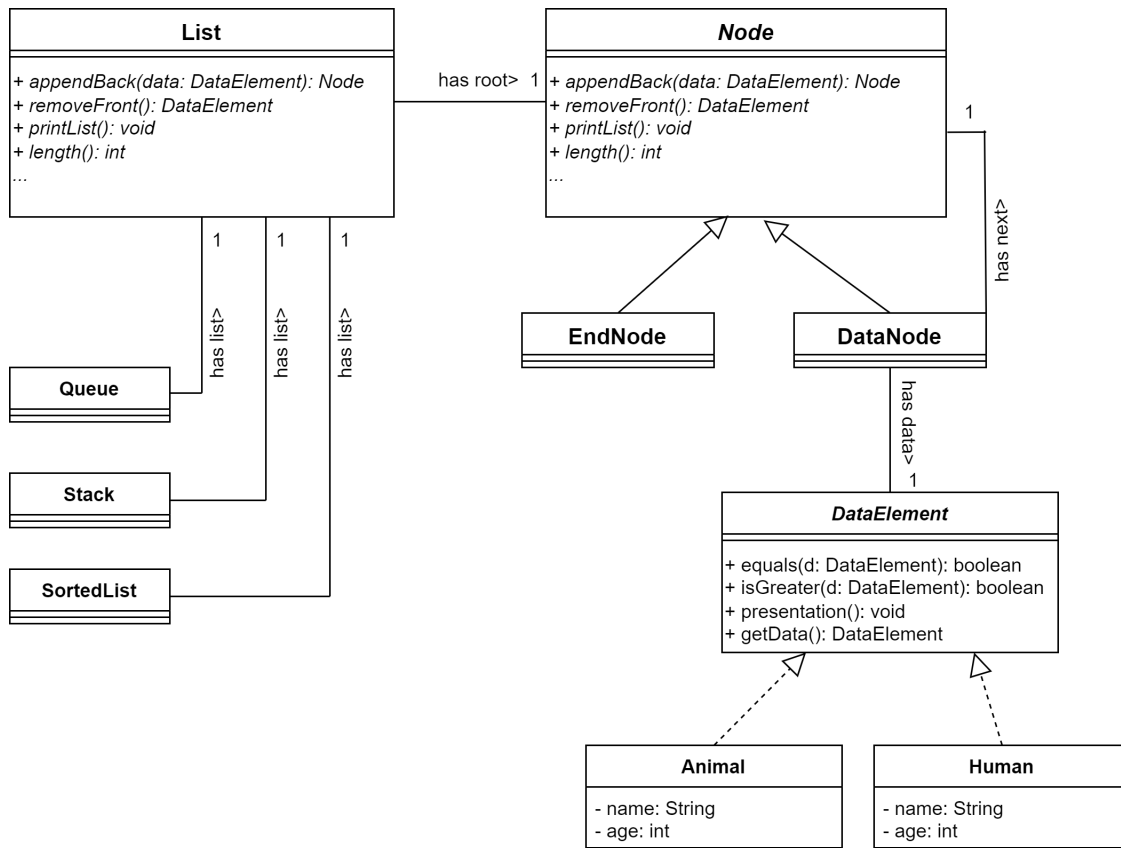 List
+ appendBack(data: DataElement): Node
+ removeFront(): DataElement
+ printList(): void
+ length(): int
...
has root> 1
Node
+ appendBack(data: DataElement): Node
+ removeFront(): DataElement
+ printList(): void
+ length(): int
...
1
has next>
1
has list>
1
has list>
1
has list>
EndNode
DataNode
Queue
Stack
SortedList
has data>
1
DataElement
+ equals(d: DataElement): boolean
+ isGreater(d: DataElement): boolean
+ presentation(): void
+ getData(): DataElement
Animal
- name: String
- age: int
Human
- name: String
- age: int